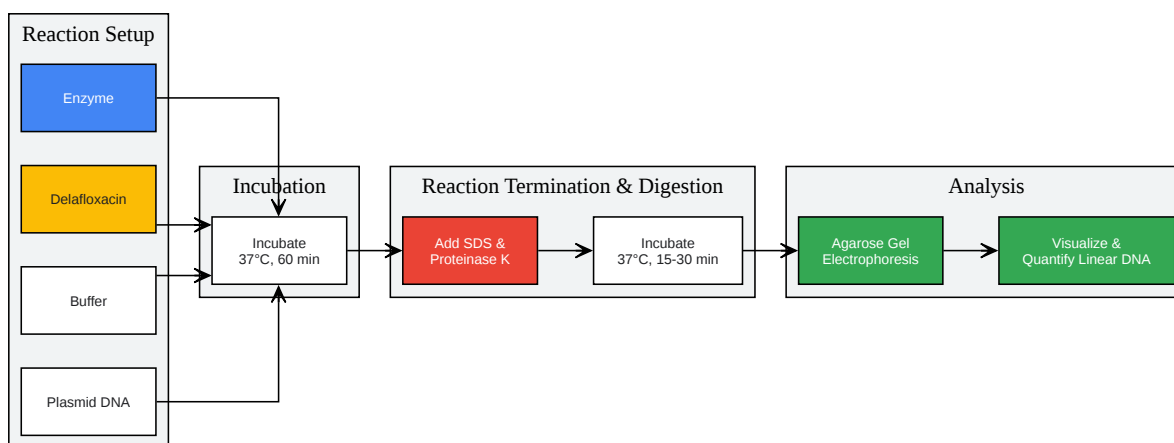 Reaction Setup
Enzyme
Delafloxacin
Buffer
Plasmid DNA
Incubation
Incubate
37°C, 60 min
Reaction Termination & Digestion
Add SDS &
Proteinase K
Incubate
37°C, 15-30 min
Analysis
Agarose Gel
Electrophoresis
Visualize &
Quantify Linear DNA